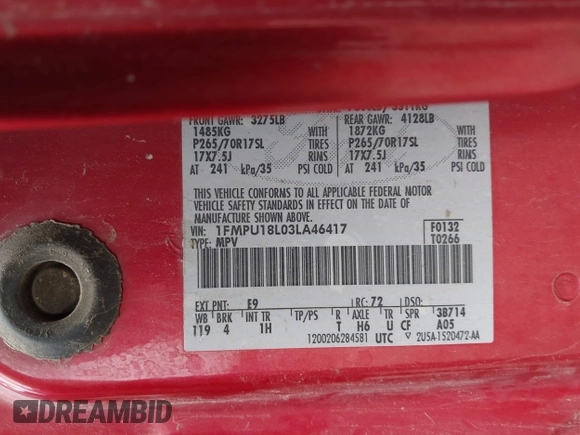 FRONT GAWR: 3275LB REAR GAWR: 4128LB
1485KG WITH 1872KG WITH
P265/70R17SL TIRES P265/70R17SL TIRES
17X7.5J RIMS 17X7.5J RIMS
AT 241 kPa/35 PSI COLD AT 241 kPa/35 PSI COLD
THIS VEHICLE CONFORMS TO ALL APPLICABLE FEDERAL MOTOR
VEHICLE SAFETY STANDARDS IN EFFECT ON THE DATE OF
MANUFACTURE SHOWN ABOVE.
VIN: 1FMPU18L03LA46417 F0132
TYPE: MPV T0266
EXT PNT: E9 RC: 72 DSO:
WB BRK INT TR TP/PS R AXLE TR SPR 3B714
119 4 1H T H6 U CF A05
1200206284581 UTC 2USA-1520472-AA
DREAMBID